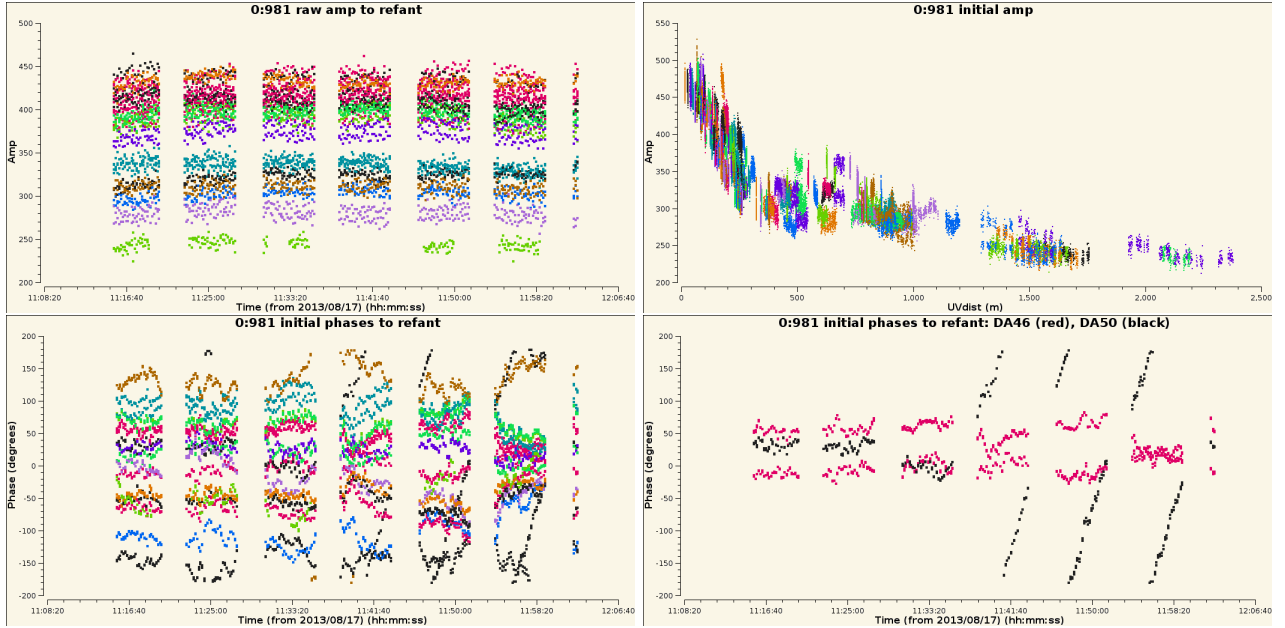 0:981 raw amp to refant
500
450
400
350
300
250
200
Amp
11:08:20 11:16:40 11:25:00 11:33:20 11:41:40 11:50:00 11:58:20 12:06:40
Time (from 2013/08/17) (hh:mm:ss)
0:981 initial amp
550
500
450
400
350
300
250
200
Amp
0 500 1,000 1,500 2,000 2,500
UVdist (m)
0:981 initial phases to refant
200
150
100
50
0
-50
-100
-150
-200
Phase (degrees)
11:08:20 11:16:40 11:25:00 11:33:20 11:41:40 11:50:00 11:58:20 12:06:40
Time (from 2013/08/17) (hh:mm:ss)
0:981 initial phases to refant: DA46 (red), DA50 (black)
200
150
100
50
0
-50
-100
-150
-200
Phase (degrees)
11:08:20 11:16:40 11:25:00 11:33:20 11:41:40 11:50:00 11:58:20 12:06:40
Time (from 2013/08/17) (hh:mm:ss)